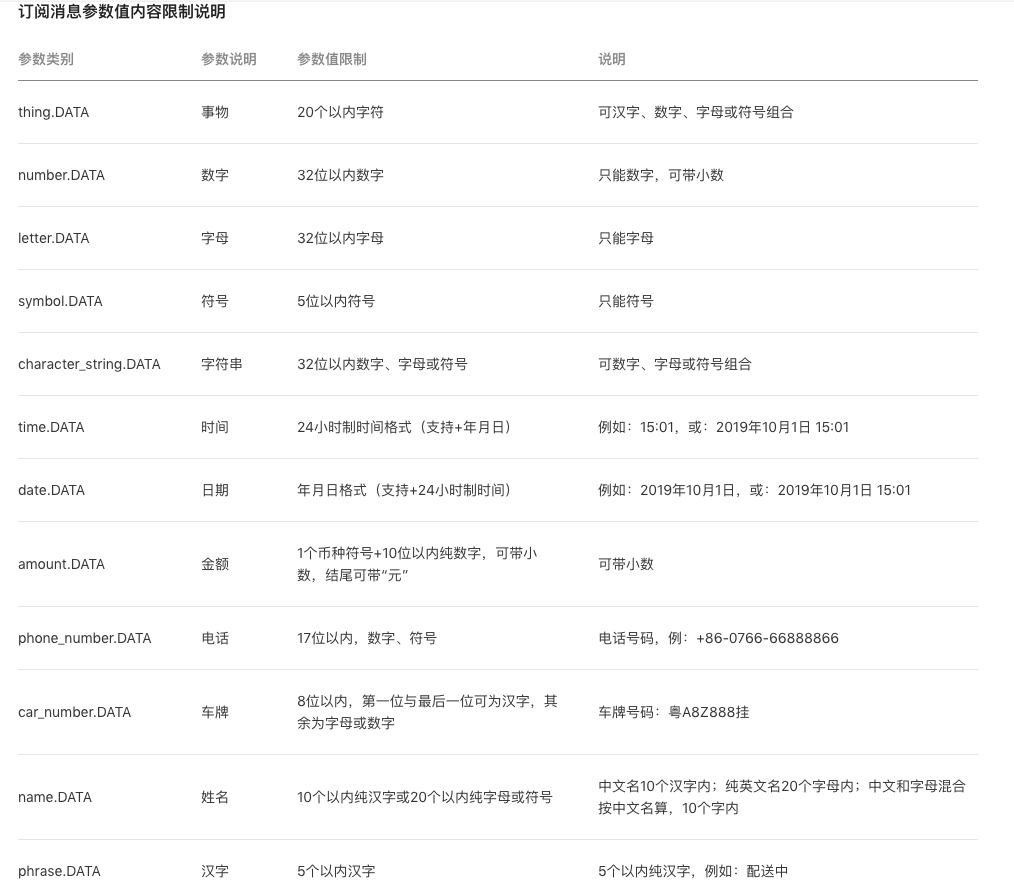 订阅消息参数值内容限制说明
参数类别 参数说明 参数值限制 说明
thing.DATA 事物 20个以内字符 可汉字、数字、字母或符号组合
number.DATA 数字 32位以内数字 只能数字，可带小数
letter.DATA 字母 32位以内字母 只能字母
symbol.DATA 符号 5位以内符号 只能符号
character_string.DATA 字符串 32位以内数字、字母或符号 可数字、字母或符号组合
time.DATA 时间 24小时制时间格式（支持+年月日） 例如：15:01，或：2019年10月1日 15:01
date.DATA 日期 年月日格式（支持+24小时制时间） 例如：2019年10月1日，或：2019年10月1日 15:01
amount.DATA 金额 1个币种符号+10位以内纯数字，可带小
数，结尾可带“元” 可带小数
phone_number.DATA 电话 17位以内，数字、符号 电话号码，例：+86-0766-66888866
car_number.DATA 车牌 8位以内，第一位与最后一位可为汉字，其
余为字母或数字 车牌号码：粤A8Z888挂
name.DATA 姓名 10个以内纯汉字或20个以内纯字母或符号 中文名10个汉字内；纯英文名20个字母内；中文和字母混合
按中文名算，10个字内
phrase.DATA 汉字 5个以内汉字 5个以内纯汉字，例如：配送中